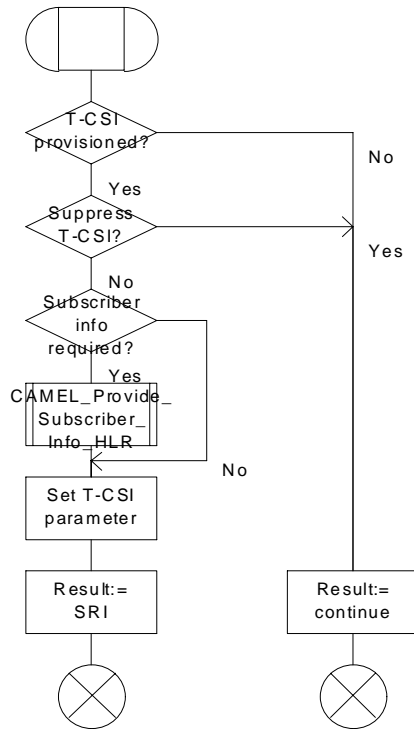 T-CSI
provisioned?
No
Yes
Suppress
T-CSI?
Yes
No
Subscriber
info
required?
Yes
CAMEL_Provide_
Subscriber_
Info_HLR
No
Set T-CSI
parameter
Result:=
SRI
Result:=
continue